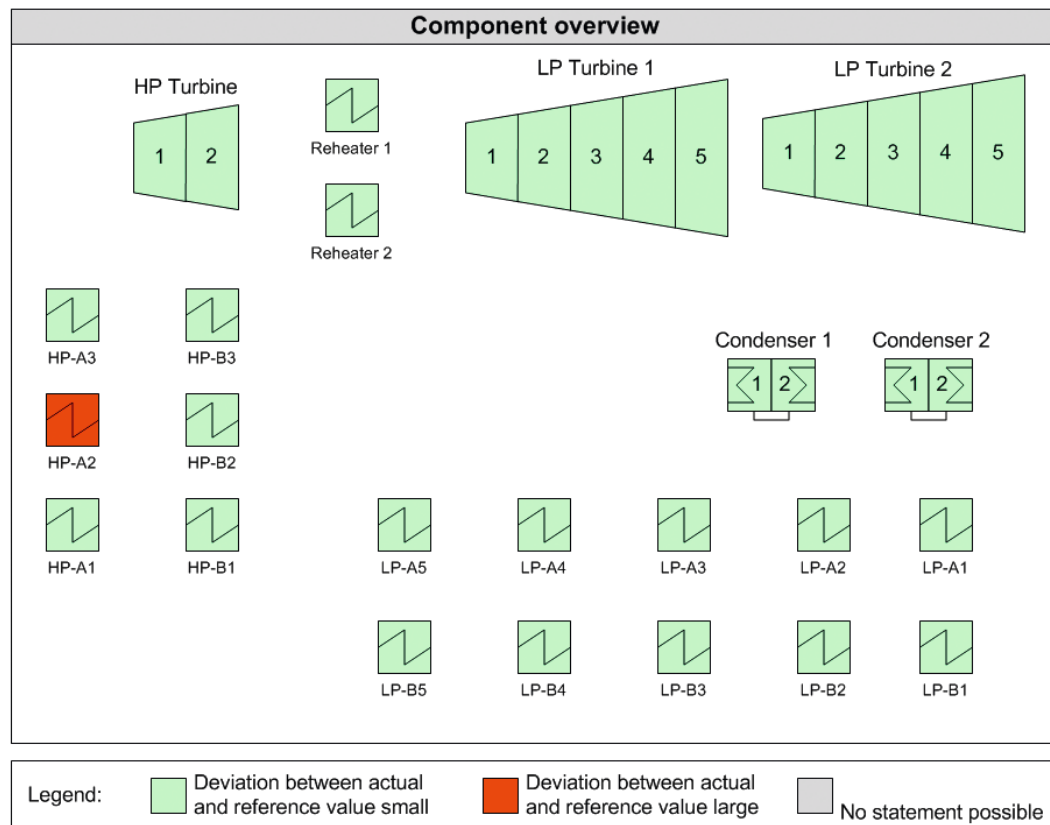 Component overview
HP Turbine
1 2
Reheater 1
Reheater 2
LP Turbine 1
1 2 3 4 5
LP Turbine 2
1 2 3 4 5
HP-A3 HP-B3
Condenser 1 Condenser 2
1 2 1 2
HP-A2 HP-B2
HP-A1 HP-B1 LP-A5 LP-A4 LP-A3 LP-A2 LP-A1
LP-B5 LP-B4 LP-B3 LP-B2 LP-B1
Legend:
Deviation between actual
and reference value small
Deviation between actual
and reference value large
No statement possible